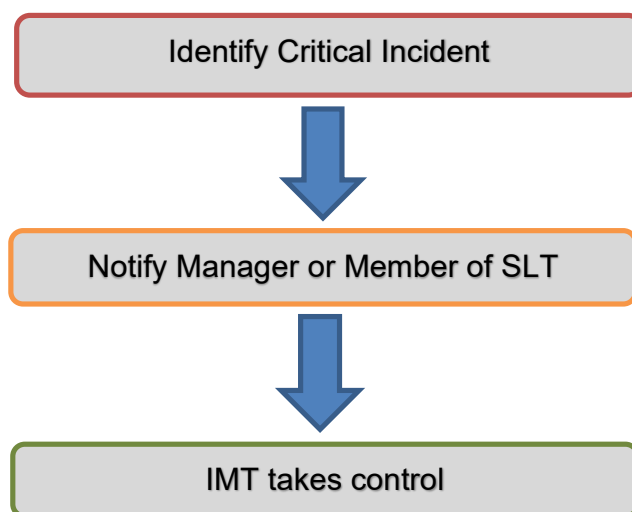 Identify Critical Incident
Notify Manager or Member of SLT
IMT takes control